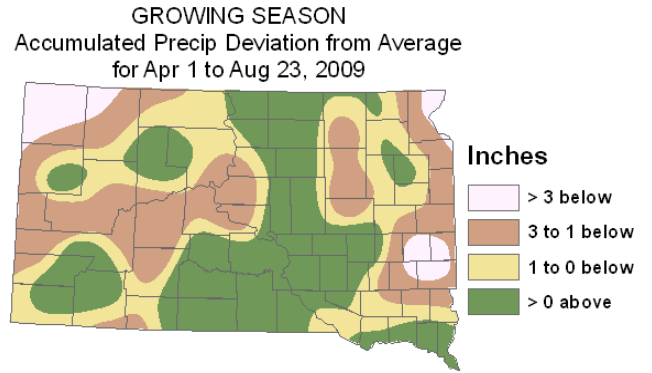 GROWING SEASON
Accumulated Precip Deviation from Average
for Apr 1 to Aug 23, 2009
Inches
> 3 below
3 to 1 below
1 to 0 below
> 0 above